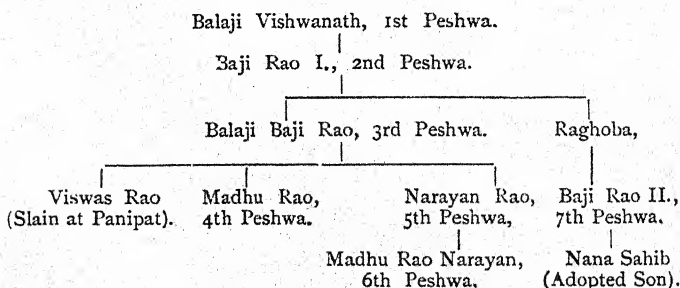 Balaji Vishwanath, 1st Peshwa.
Baji Rao I., 2nd Peshwa.
Balaji Baji Rao, 3rd Peshwa. Raghoba,
Viswas Rao Madhu Rao, Narayan Rao, Baji Rao II.,
(Slain at Panipat). 4th Peshwa. 5th Peshwa, 7th Peshwa.
Madhu Rao Narayan, Nana Sahib
6th Peshwa. (Adopted Son).